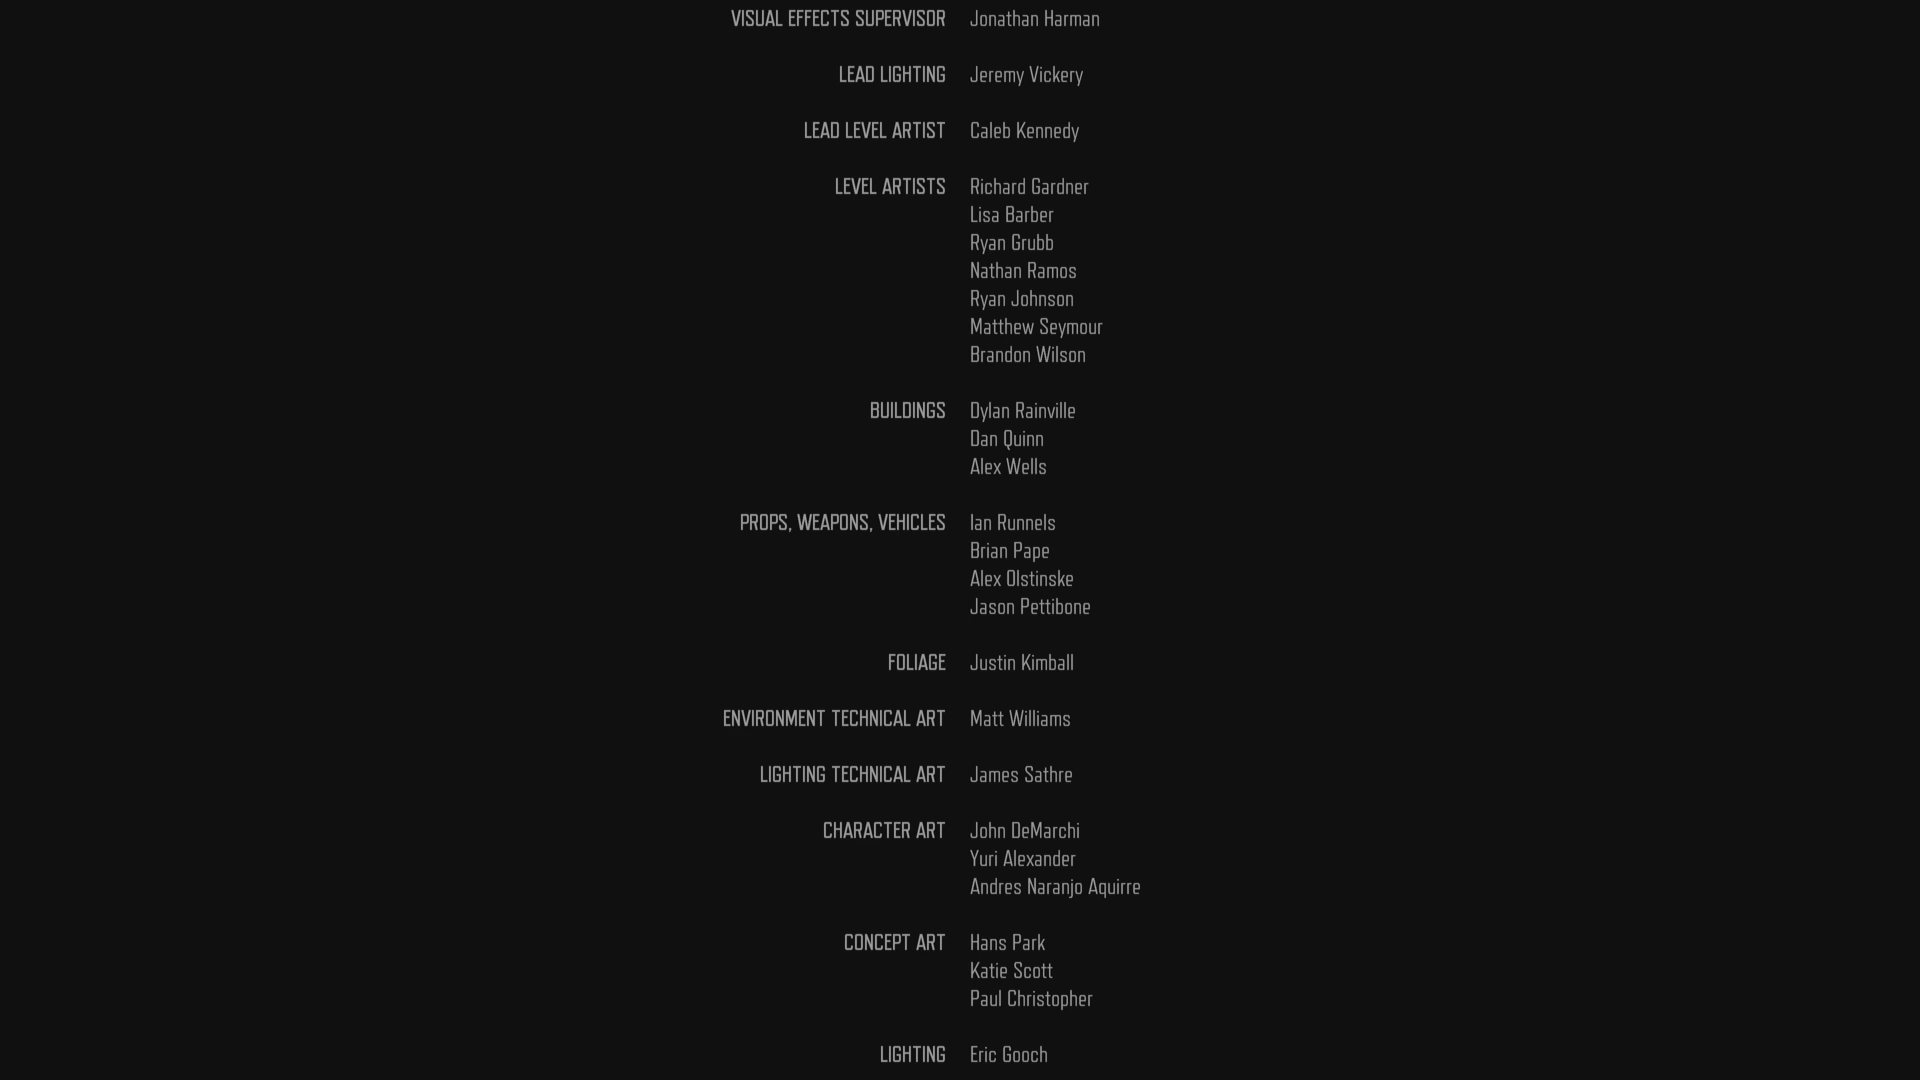 VISUAL EFFECTS SUPERVISOR Jonathan Harman
LEAD LIGHTING Jeremy Vickery
LEAD LEVEL ARTIST Caleb Kennedy
LEVEL ARTISTS Richard Gardner
Lisa Barber
Ryan Grubb
Nathan Ramos
Ryan Johnson
Matthew Seymour
Brandon Wilson
BUILDINGS Dylan Rainville
Dan Quinn
Alex Wells
PROPS, WEAPONS, VEHICLES Ian Runnels
Brian Pape
Alex Olstinske
Jason Pettibone
FOLIAGE Justin Kimball
ENVIRONMENT TECHNICAL ART Matt Williams
LIGHTING TECHNICAL ART James Sathre
CHARACTER ART John DeMarchi
Yuri Alexander
Andres Naranjo Aquirre
CONCEPT ART Hans Park
Katie Scott
Paul Christopher
LIGHTING Eric Gooch